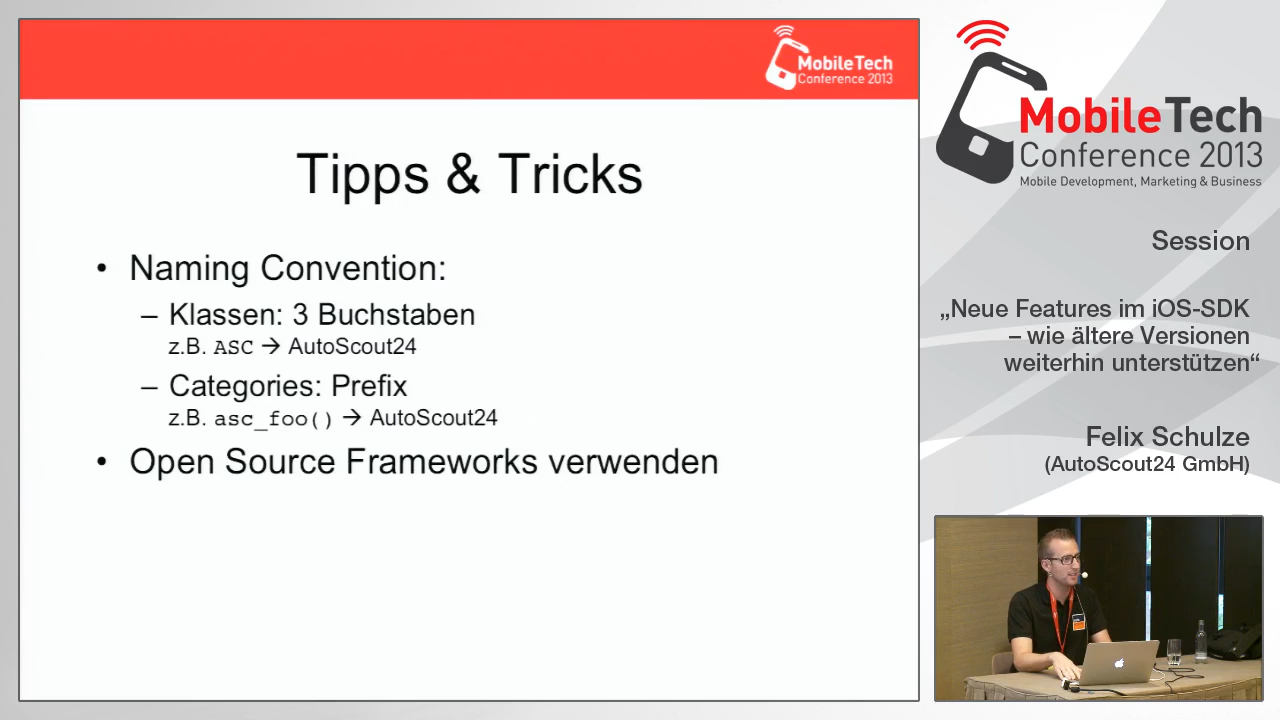 MobileTech
Conference 2013
Tipps & Tricks
• Naming Convention:
– Klassen: 3 Buchstaben
z.B. ASC → AutoScout24
– Categories: Prefix
z.B. asc_foo() → AutoScout24
• Open Source Frameworks verwenden
MobileTech
Conference 2013
Mobile Development, Marketing & Business
Session
„Neue Features im iOS-SDK
– wie ältere Versionen
weiterhin unterstützen“
Felix Schulze
(AutoScout24 GmbH)